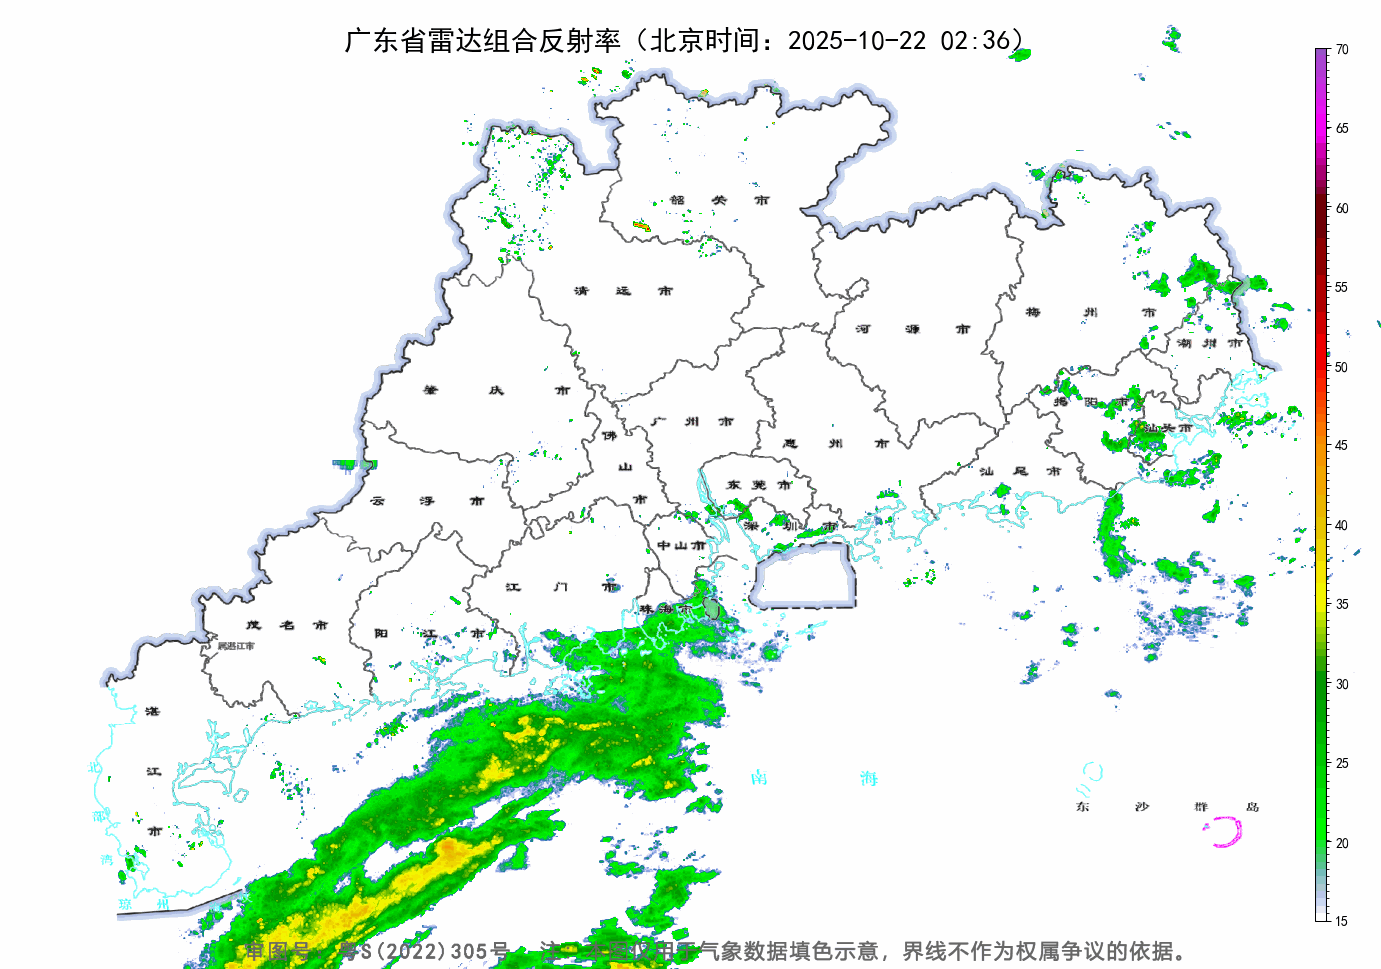 广东省雷达组合反射率（北京时间：2025-10-22 02:36）
70
65
60
55
50
45
40
35
30
25
20
15
韶关市
清远市
河源市
梅州市
潮州市
肇庆市
广州市
佛山市
惠州市
揭阳市
汕头市
汕尾市
东莞市
云浮市
深圳市
中山市
江门市
珠海市
茂名市
阳江市
属湛江市
湛江市
北部湾
琼州
南海
东沙群岛
审图号：粤S(2022)305号 注：本图仅用于气象数据填色示意，界线不作为权属争议的依据。